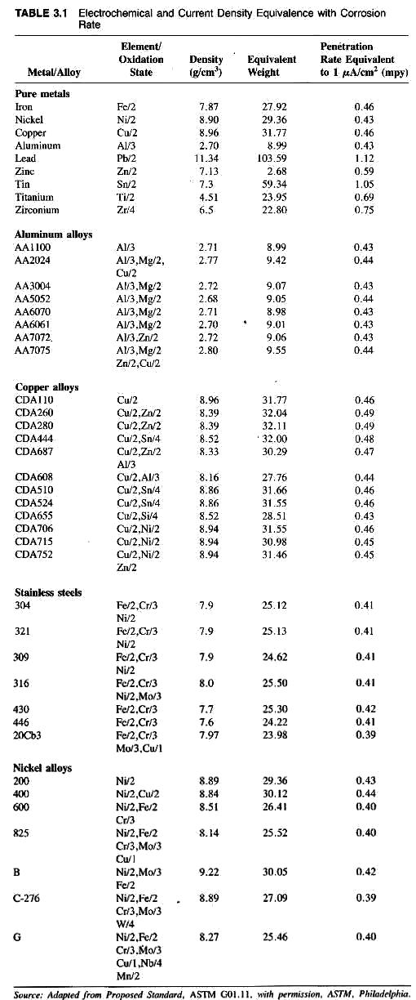 TABLE 3.1 Electrochemical and Current Density Equivalence with Corrosion
Rate
Metal/Alloy Element/Oxidation State Density (g/cm³) Equivalent Weight Penetration Rate Equivalent to 1 μA/cm² (mpy)
Pure metals
Iron Fe/2 7.87 27.92 0.46
Nickel Ni/2 8.90 29.36 0.43
Copper Cu/2 8.96 31.77 0.46
Aluminum Al/3 2.70 8.99 0.43
Lead Pb/2 11.34 103.59 1.12
Zinc Zn/2 7.13 2.68 0.59
Tin Sn/2 7.3 59.34 1.05
Titanium Ti/2 4.51 23.95 0.69
Zirconium Zr/4 6.5 22.80 0.75
Aluminum alloys
AA1100 Al/3 2.71 8.99 0.43
AA2024 Al/3,Mg/2, 2.77 9.42 0.44
Cu/2
AA3004 Al/3,Mg/2 2.72 9.07 0.43
AA5052 Al/3,Mg/2 2.68 9.05 0.44
AA6070 Al/3,Mg/2 2.71 8.98 0.43
AA6061 Al/3,Mg/2 2.70 9.01 0.43
AA7072 Al/3,Zn/2 2.72 9.06 0.43
AA7075 Al/3,Mg/2 2.80 9.55 0.44
Zn/2,Cu/2
Copper alloys
CDA110 Cu/2 8.96 31.77 0.46
CDA260 Cu/2,Zn/2 8.39 32.04 0.49
CDA280 Cu/2,Zn/2 8.39 32.11 0.49
CDA444 Cu/2,Sn/4 8.52 32.00 0.48
CDA687 Cu/2,Zn/2 8.33 30.29 0.47
Al/3
CDA608 Cu/2,Al/3 8.16 27.76 0.44
CDA510 Cu/2,Sn/4 8.86 31.66 0.46
CDA524 Cu/2,Sn/4 8.86 31.55 0.46
CDA655 Cu/2,Si/4 8.52 28.51 0.43
CDA706 Cu/2,Ni/2 8.94 31.55 0.46
CDA715 Cu/2,Ni/2 8.94 30.98 0.45
CDA752 Cu/2,Ni/2 8.94 31.46 0.45
Zn/2
Stainless steels
304 Fe/2,Cr/3 7.9 25.12 0.41
Ni/2
321 Fe/2,Cr/3 7.9 25.13 0.41
Ni/2
309 Fe/2,Cr/3 7.9 24.62 0.41
Ni/2
316 Fe/2,Cr/3 8.0 25.50 0.41
Ni/2,Mo/3
430 Fe/2,Cr/3 7.7 25.30 0.42
446 Fe/2,Cr/3 7.6 24.22 0.41
20Cb3 Fe/2,Cr/3 7.97 23.98 0.39
Mo/3,Cu/1
Nickel alloys
200 Ni/2 8.89 29.36 0.43
400 Ni/2,Cu/2 8.84 30.12 0.44
600 Ni/2,Fe/2 8.51 26.41 0.40
Cr/3
825 Ni/2,Fe/2 8.14 25.52 0.40
Cr/3,Mo/3
Cu/1
B Ni/2,Mo/3 9.22 30.05 0.42
Fe/2
C-276 Ni/2,Fe/2 8.89 27.09 0.39
Cr/3,Mo/3
W/4
G Ni/2,Fe/2 8.27 25.46 0.40
Cr/3,Mo/3
Cu/1,Nb/4
Mn/2
Source: Adapted from Proposed Standard, ASTM G01.11, with permission, ASTM, Philadelphia.